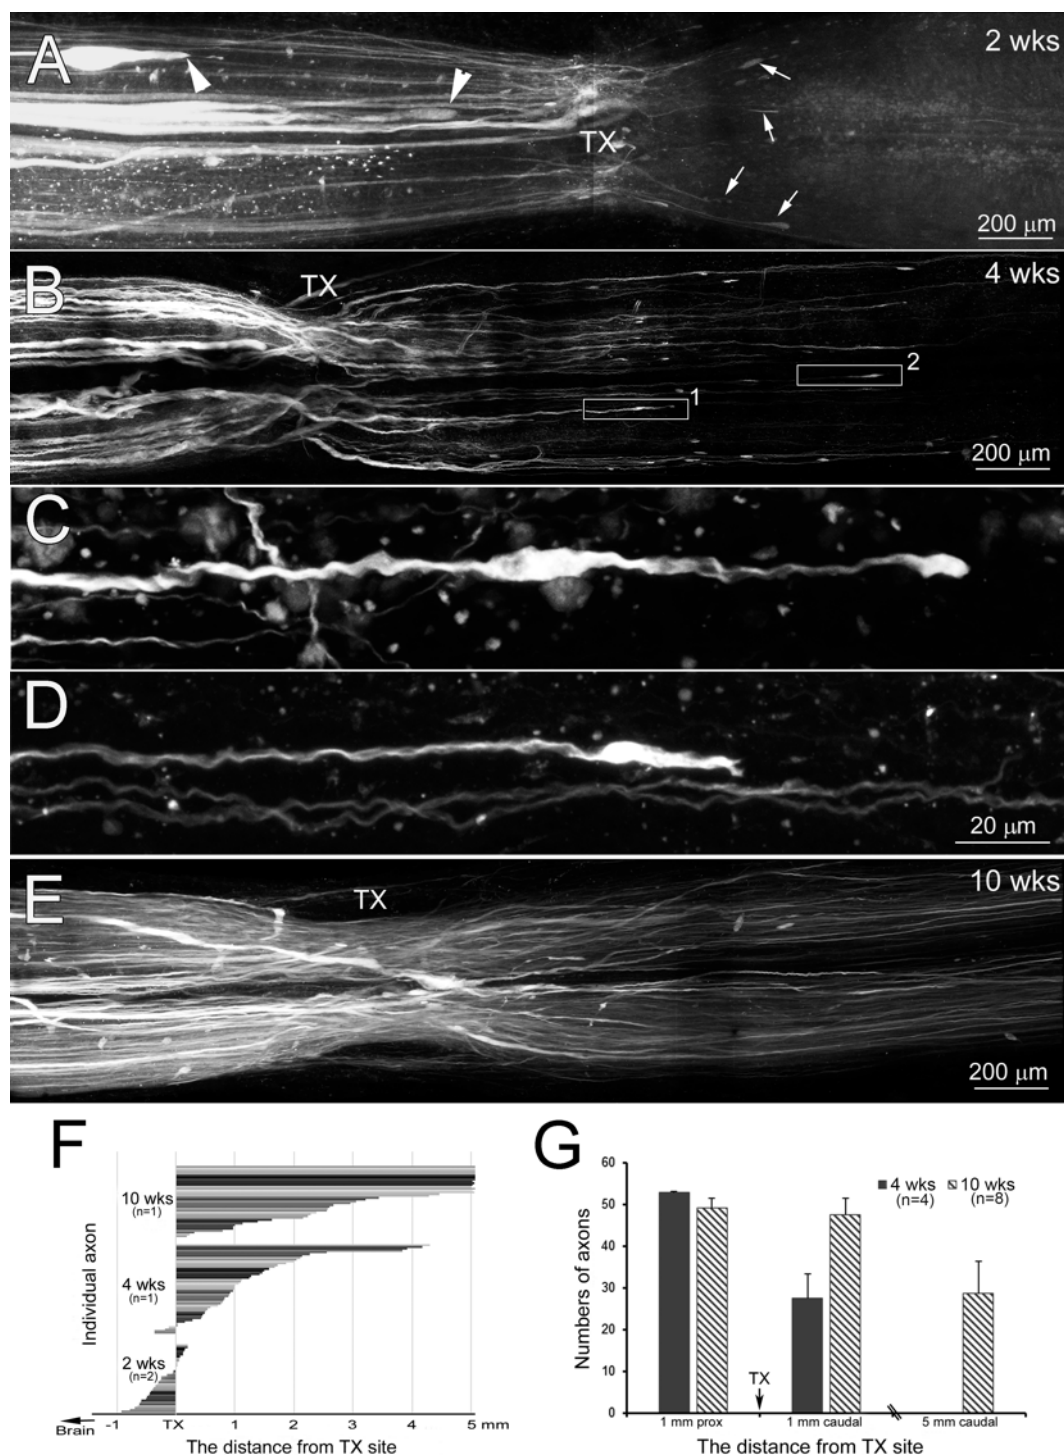 A
2 wks
TX
200 μm
B
TX
4 wks
2
1
200 μm
C
D
20 μm
E
TX
10 wks
200 μm
F
Individual axon
10 wks
(n=1)
4 wks
(n=1)
2 wks
(n=2)
Brain
-1 TX 1 2 3 4 5 mm
The distance from TX site
G
Numbers of axons
60
50
40
30
20
10
0
4 wks 10 wks
(n=4) (n=8)
TX
1 mm prox 1 mm caudal 5 mm caudal
The distance from TX site